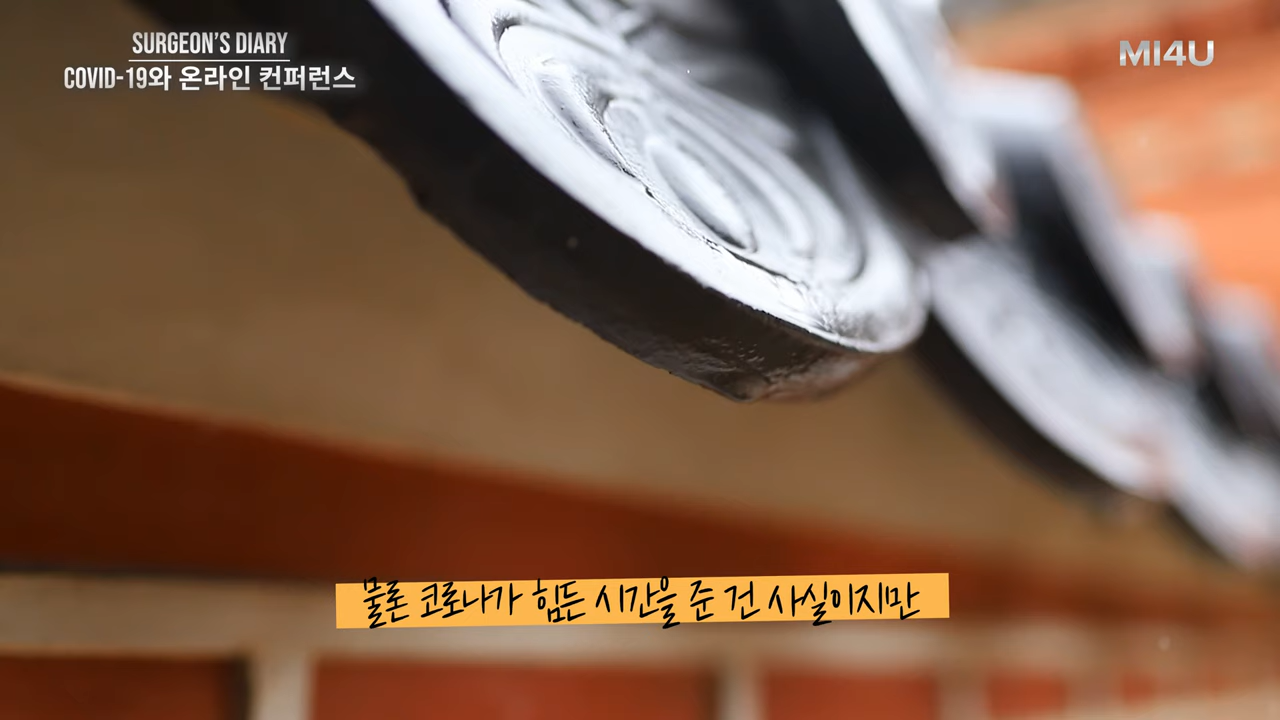 SURGEON'S DIARY
COVID-19와 온라인 컨퍼런스
MI4U
물론 코로나가 힘든 시간을 준 건 사실이지만